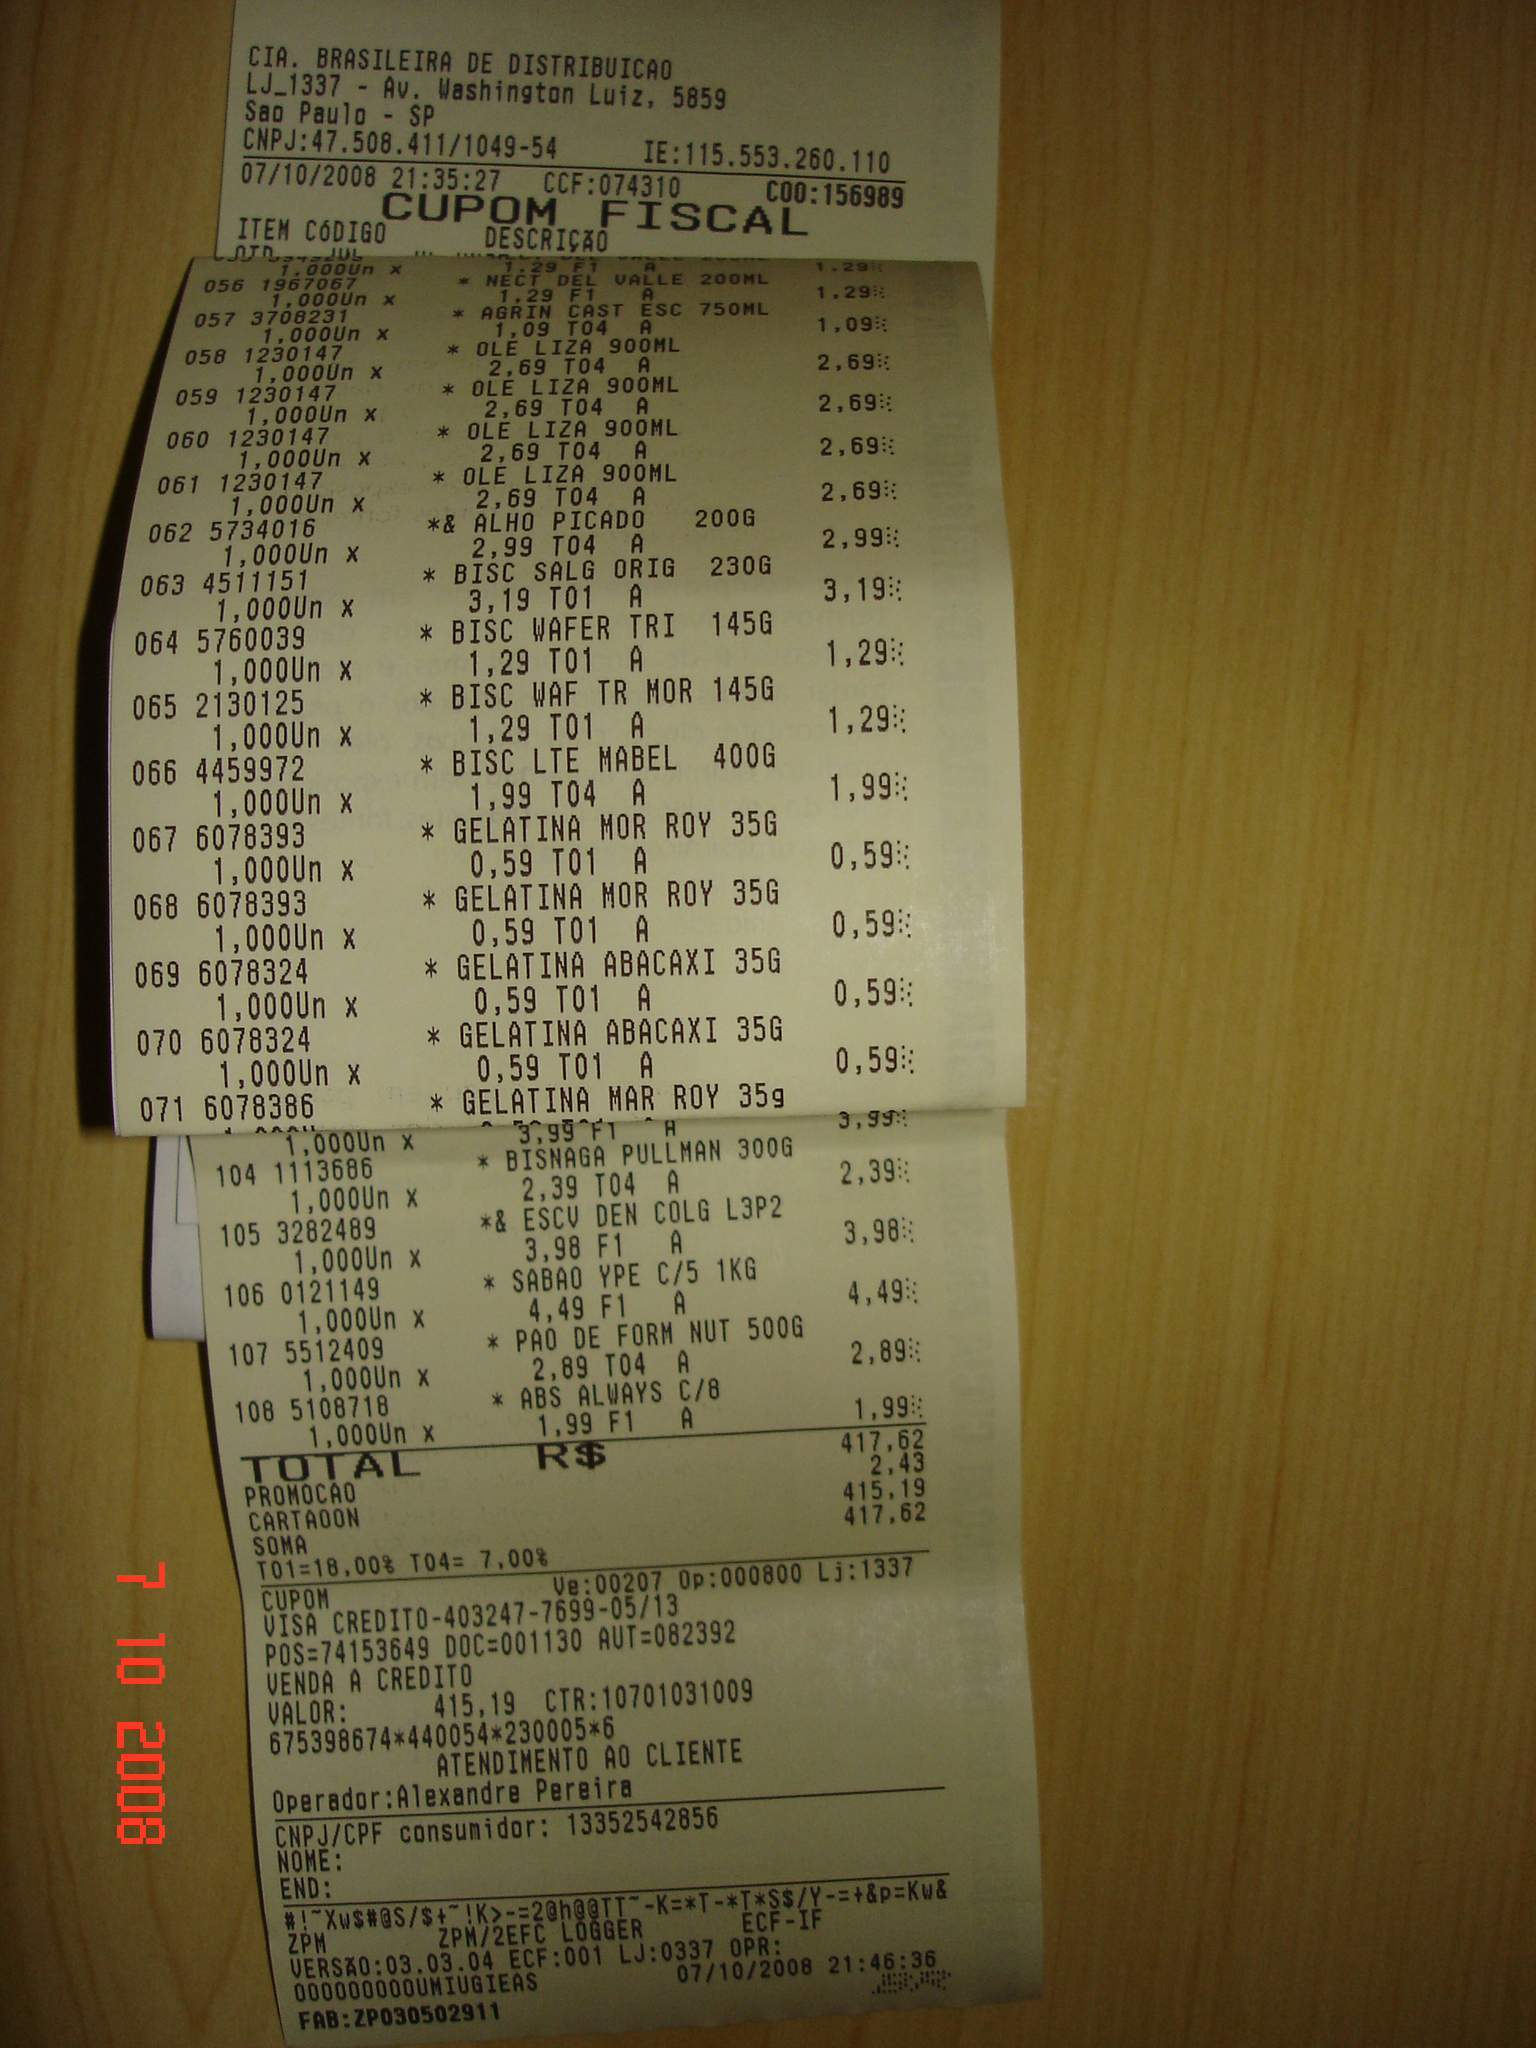 CIA. BRASILEIRA DE DISTRIBUICAO
LJ_1337 - Av. Washington Luiz, 5859
Sao Paulo - SP
CNPJ:47.508.411/1049-54 IE:115.553.260.110
07/10/2008 21:35:27 CCF:074310 COO:156989
CUPOM FISCAL
ITEM CóDIGO DESCRIÇãO
1,000Un x 1,29 F1 A 1,29
056 1967067 * NECT DEL VALLE 200ML
1,000Un x 1,29 F1 A 1,29
057 3708231 * AGRIN CAST ESC 750ML
1,000Un x 1,09 T04 A 1,09
058 1230147 * OLE LIZA 900ML
1,000Un x 2,69 T04 A 2,69
059 1230147 * OLE LIZA 900ML
1,000Un x 2,69 T04 A 2,69
060 1230147 * OLE LIZA 900ML
1,000Un x 2,69 T04 A 2,69
061 1230147 * OLE LIZA 900ML
1,000Un x 2,69 T04 A 2,69
062 5734016 *& ALHO PICADO 200G
1,000Un x 2,99 T04 A 2,99
063 4511151 * BISC SALG ORIG 230G
1,000Un x 3,19 T01 A 3,19
064 5760039 * BISC WAFER TRI 145G
1,000Un x 1,29 T01 A 1,29
065 2130125 * BISC WAF TR MOR 145G
1,000Un x 1,29 T01 A 1,29
066 4459972 * BISC LTE MABEL 400G
1,000Un x 1,99 T04 A 1,99
067 6078393 * GELATINA MOR ROY 35G
1,000Un x 0,59 T01 A 0,59
068 6078393 * GELATINA MOR ROY 35G
1,000Un x 0,59 T01 A 0,59
069 6078324 * GELATINA ABACAXI 35G
1,000Un x 0,59 T01 A 0,59
070 6078324 * GELATINA ABACAXI 35G
1,000Un x 0,59 T01 A 0,59
071 6078386 * GELATINA MAR ROY 35g
1,000Un x 3,99 F1 A 3,99
104 1113686 * BISNAGA PULLMAN 300G
1,000Un x 2,39 T04 A 2,39
105 3282489 *& ESCV DEN COLG L3P2
1,000Un x 3,98 F1 A 3,98
106 0121149 * SABAO YPE C/5 1KG
1,000Un x 4,49 F1 A 4,49
107 5512409 * PAO DE FORM NUT 500G
1,000Un x 2,89 T04 A 2,89
108 5108718 * ABS ALWAYS C/8
1,000Un x 1,99 F1 A 1,99
TOTAL R$ 417,62
PROMOCAO 2,43
CARTAOON 415,19
SOMA 417,62
T01=18,00% T04= 7,00%
CUPOM Ve:00207 Op:000800 Lj:1337
VISA CREDITO-403247-7699-05/13
POS=74153649 DOC=001130 AUT=082392
VENDA A CREDITO
VALOR: 415,19 CTR:10701031009
675398674*440054*230005*6
ATENDIMENTO AO CLIENTE
Operador:Alexandre Pereira
CNPJ/CPF consumidor: 13352542856
NOME:
END:
#!~Xw$#@S/$+~!K>-=2@h@@TT~-K=*T-*T*S$/Y-=+&p=Kw&
ZPM ZPM/2EFC LOGGER ECF-IF
VERSãO:03.03.04 ECF:001 LJ:0337 OPR:
0000000000UMIUGIEAS 07/10/2008 21:46:36
FAB:ZP030502911
7 10 2008